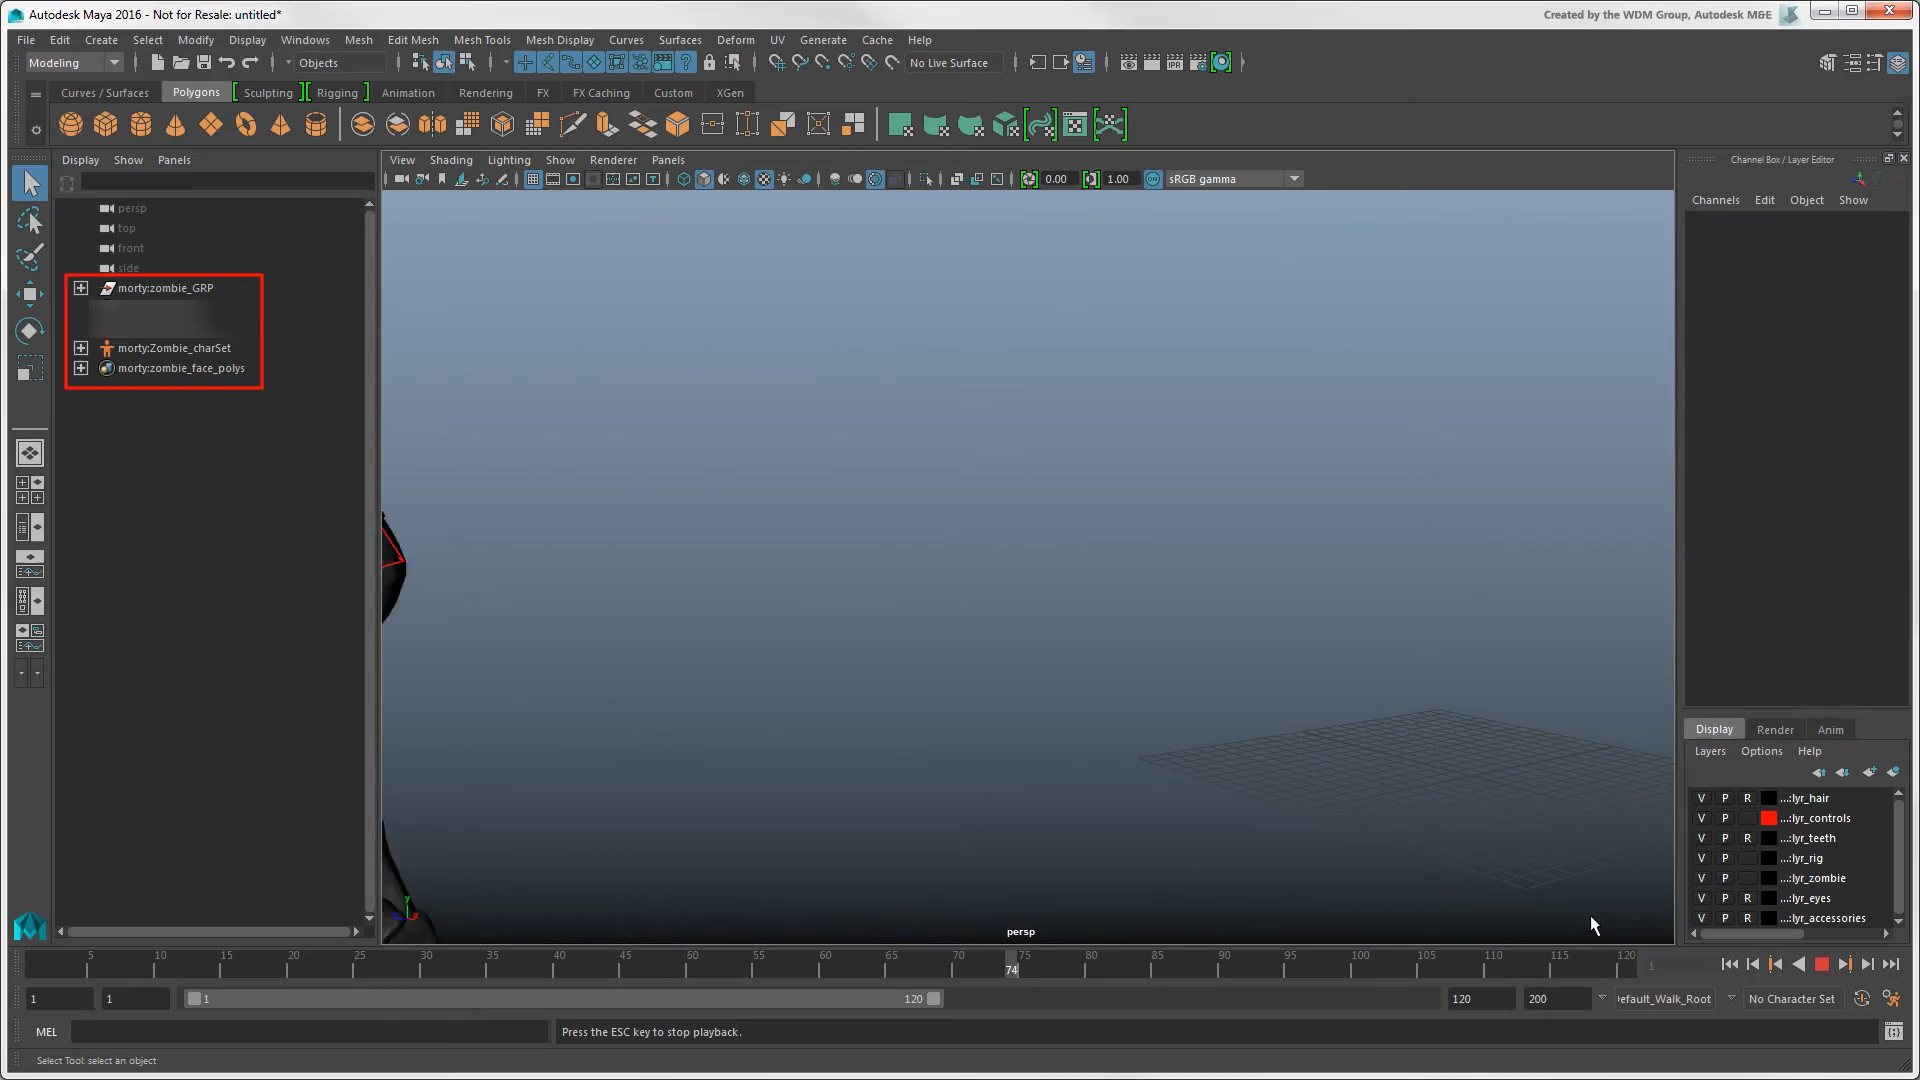 Autodesk Maya 2016 - Not for Resale: untitled*
Created by the WDM Group, Autodesk M&E
File Edit Create Select Modify Display Windows Mesh Edit Mesh Mesh Tools Mesh Display Curves Surfaces Deform UV Generate Cache Help
Modeling Objects No Live Surface
IPR
Curves / Surfaces Polygons Sculpting Rigging Animation Rendering FX FX Caching Custom XGen
Display Show Panels
View Shading Lighting Show Renderer Panels
Channel Box / Layer Editor
0.00 1.00 ON sRGB gamma
Channels Edit Object Show
persp
top
front
side
morty:zombie_GRP
morty:Zombie_charSet
morty:zombie_face_polys
Display Render Anim
Layers Options Help
V P R ...:lyr_hair
V P ...:lyr_controls
V P R ...:lyr_teeth
V P ...:lyr_rig
V P ...:lyr_zombie
V P R ...:lyr_eyes
V P R ...:lyr_accessories
y
x
persp
5 10 15 20 25 30 35 40 45 50 55 60 65 70 75 80 85 90 95 100 105 110 115 120
74
1
1 1 1 120 120 200 efault_Walk_Root No Character Set
MEL Press the ESC key to stop playback.
Select Tool: select an object